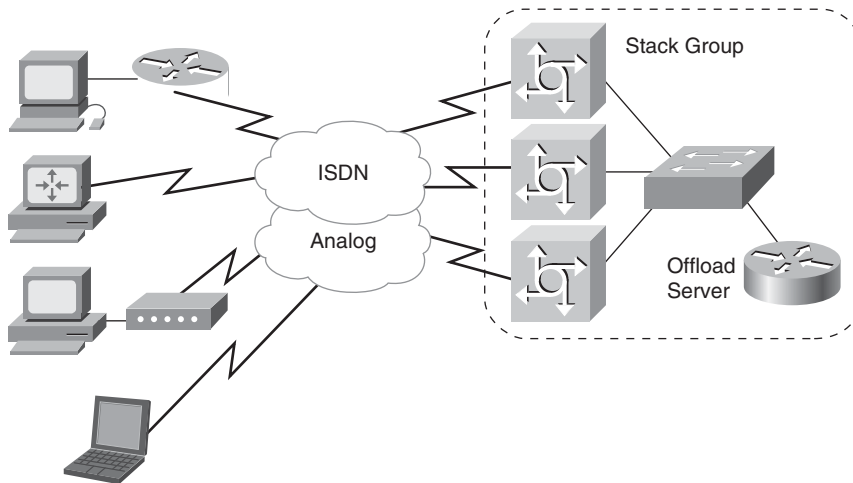 Stack Group
ISDN
Analog
Offload
Server